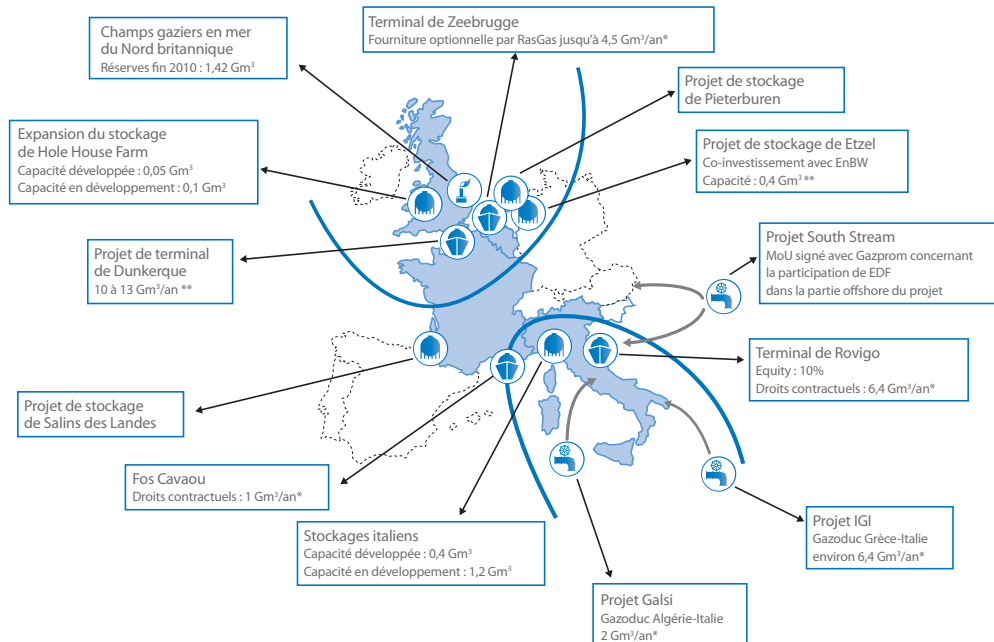 Terminal de Zeebrugge
Fourniture optionnelle par RasGas jusqu'à 4,5 Gm³/an*
Champs gaziers en mer
du Nord britannique
Réserves fin 2010 : 1,42 Gm³
Projet de stockage
de Pieterburen
Expansion du stockage
de Hole House Farm
Capacité développée : 0,05 Gm³
Capacité en développement : 0,1 Gm³
Projet de stockage de Etzel
Co-investissement avec EnBW
Capacité : 0,4 Gm³ **
Projet de terminal
de Dunkerque
10 à 13 Gm³/an **
Projet South Stream
MoU signé avec Gazprom concernant
la participation de EDF
dans la partie offshore du projet
Terminal de Rovigo
Equity : 10%
Droits contractuels : 6,4 Gm³/an*
Projet de stockage
de Salins des Landes
Fos Cavaou
Droits contractuels : 1 Gm³/an*
Stockages italiens
Capacité développée : 0,4 Gm³
Capacité en développement : 1,2 Gm³
Projet IGI
Gazoduc Grèce-Italie
environ 6,4 Gm³/an*
Projet Galsi
Gazoduc Algérie-Italie
2 Gm³/an*